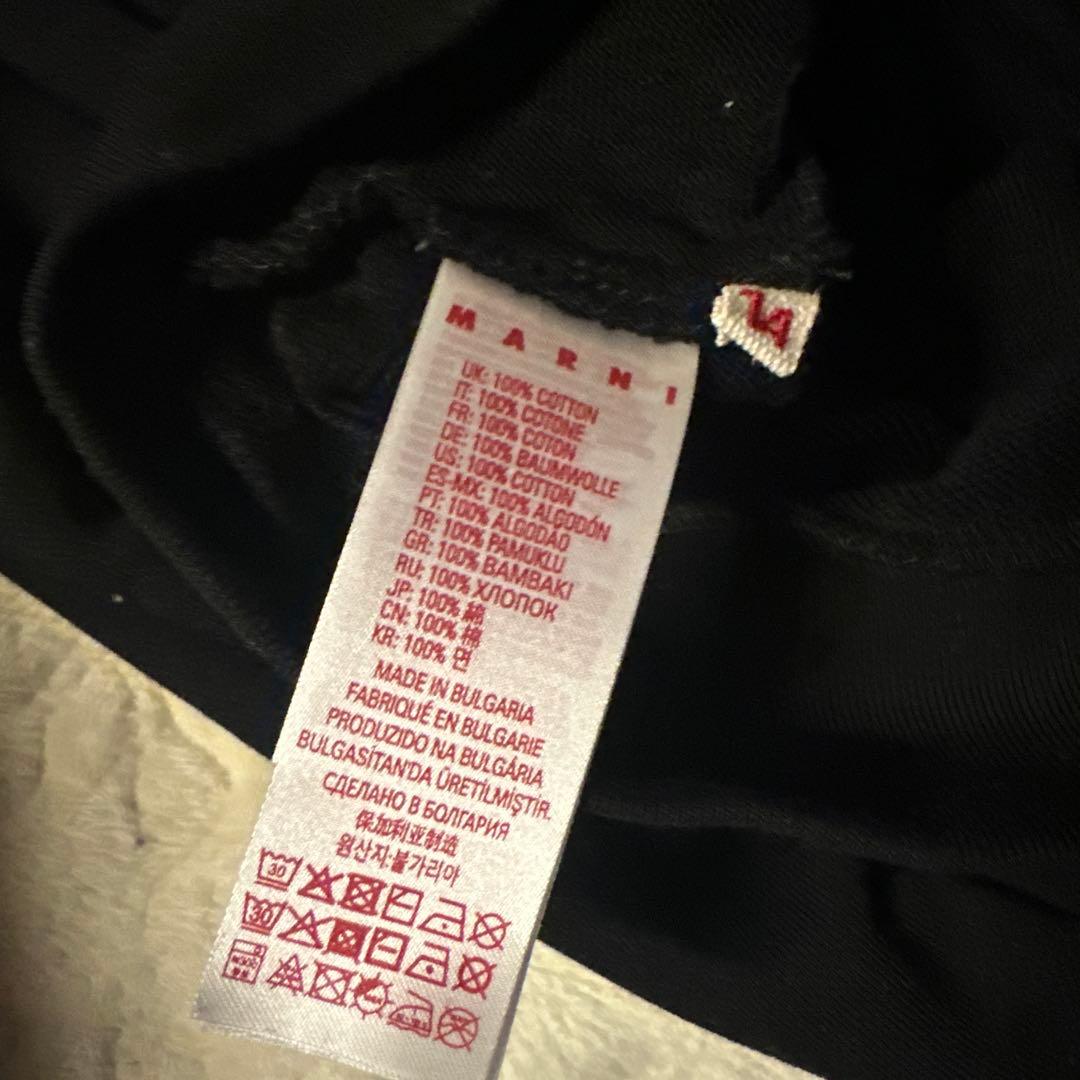 MARNI
14
UK: 100% COTTON
IT: 100% COTONE
FR: 100% COTON
DE: 100% BAUMWOLLE
US: 100% COTTON
ES-MX: 100% ALGODÓN
PT: 100% ALGODÃO
TR: 100% PAMUKLU
GR: 100% BAMBAKI
RU: 100% ХЛОПОК
JP: 100% 綿
CN: 100% 棉
KR: 100% 면
MADE IN BULGARIA
FABRIQUÉ EN BULGARIE
PRODUZIDO NA BULGÁRIA
BULGASİTAN'DA ÜRETİLMİŞTİR.
СДЕЛАНО В БОЛГАРИЯ
保加利亚制造
원산지:불가리아
30
30